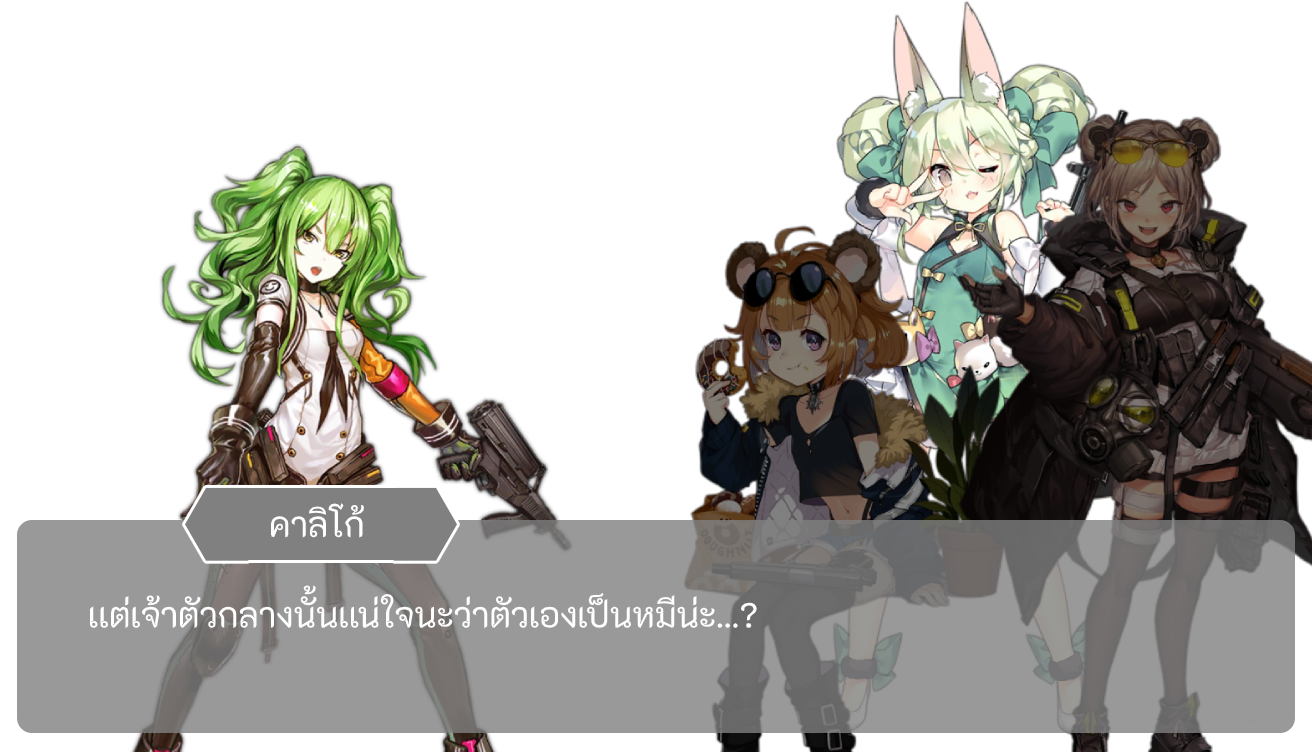 คาลิโก้
แต่เจ้าตัวกลางนั้นแน่ใจนะว่าตัวเองเป็นหมีน่ะ...?